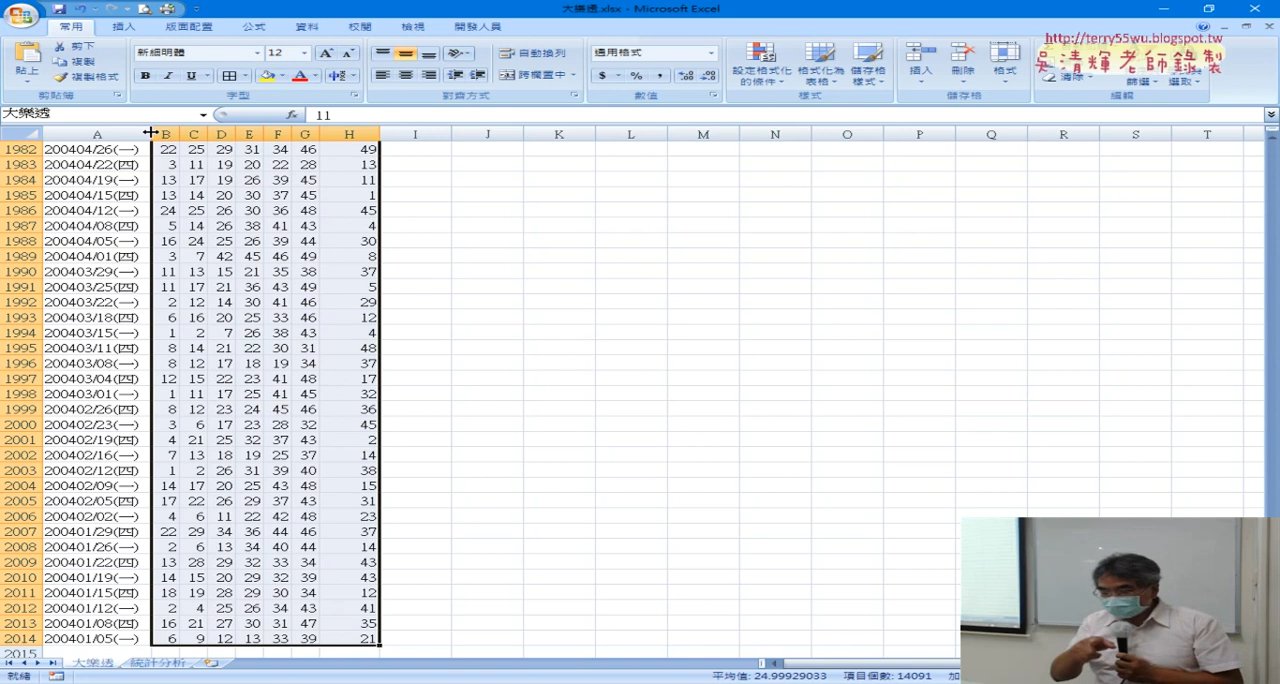 大樂透.xlsx - Microsoft Excel
常用 插入 版面配置 公式 資料 校閱 檢視 開發人員
http://terry55wu.blogspot.tw
吳清輝老師錄製
貼上 剪下 複製 複製格式 剪貼簿
新細明體 12 B I U 字型
自動換列 跨欄置中 對齊方式
通用格式 $ % , 數值
設定格式化的條件 格式化為表格 儲存格樣式 樣式
插入 刪除 格式 儲存格
清除 篩選 選取 編輯
大樂透 fx 11
A B C D E F G H I J K L M N O P Q R S T
1982 200404/26(一) 22 25 29 31 34 46 49
1983 200404/22(四) 3 11 19 20 22 28 13
1984 200404/19(一) 13 17 19 26 39 45 11
1985 200404/15(四) 13 14 20 30 37 45 1
1986 200404/12(一) 24 25 26 30 36 48 45
1987 200404/08(四) 5 14 26 38 41 43 4
1988 200404/05(一) 16 24 25 26 39 44 30
1989 200404/01(四) 3 7 42 45 46 49 8
1990 200403/29(一) 11 13 15 21 35 38 37
1991 200403/25(四) 11 17 21 36 43 49 5
1992 200403/22(一) 2 12 14 30 41 46 29
1993 200403/18(四) 6 16 20 25 33 46 12
1994 200403/15(一) 1 2 7 26 38 43 4
1995 200403/11(四) 8 14 21 22 30 31 48
1996 200403/08(一) 8 12 17 18 19 34 37
1997 200403/04(四) 12 15 22 23 41 48 17
1998 200403/01(一) 1 11 17 25 41 45 32
1999 200402/26(四) 8 12 23 24 45 46 36
2000 200402/23(一) 3 6 17 23 28 32 45
2001 200402/19(四) 4 21 25 32 37 43 2
2002 200402/16(一) 7 13 18 19 25 37 14
2003 200402/12(四) 1 2 26 31 39 40 38
2004 200402/09(一) 14 17 20 25 43 48 15
2005 200402/05(四) 17 22 26 29 37 43 31
2006 200402/02(一) 4 6 11 22 42 48 23
2007 200401/29(四) 22 29 34 36 44 46 37
2008 200401/26(一) 2 6 13 34 40 44 14
2009 200401/22(四) 13 28 29 32 33 34 43
2010 200401/19(一) 14 15 20 29 32 39 43
2011 200401/15(四) 18 19 28 29 30 34 12
2012 200401/12(一) 2 4 25 26 34 43 41
2013 200401/08(四) 16 21 27 30 31 47 35
2014 200401/05(一) 6 9 12 13 33 39 21
2015
大樂透 統計分析
就緒 平均值: 24.99929033 項目個數: 14091 加